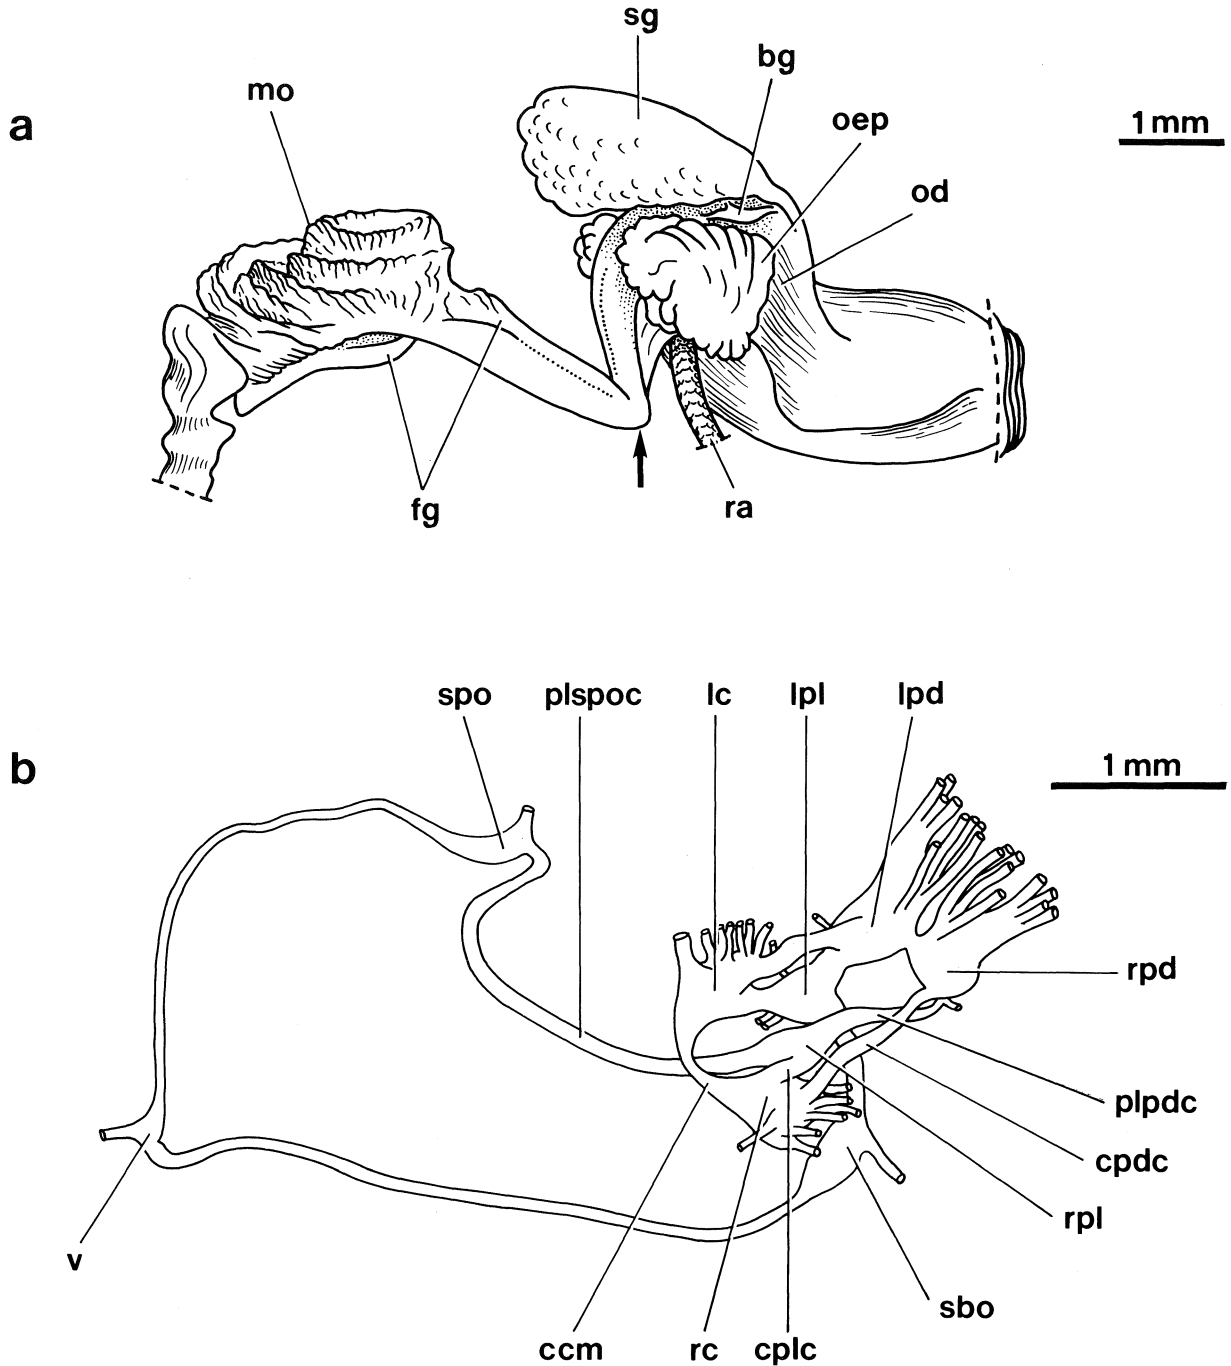 sg
bg
mo
a
1mm
oep
od
fg
ra
spo plspoc lc lpl lpd
b
1mm
rpd
plpdc
cpdc
rpl
v
sbo
ccm rc cplc